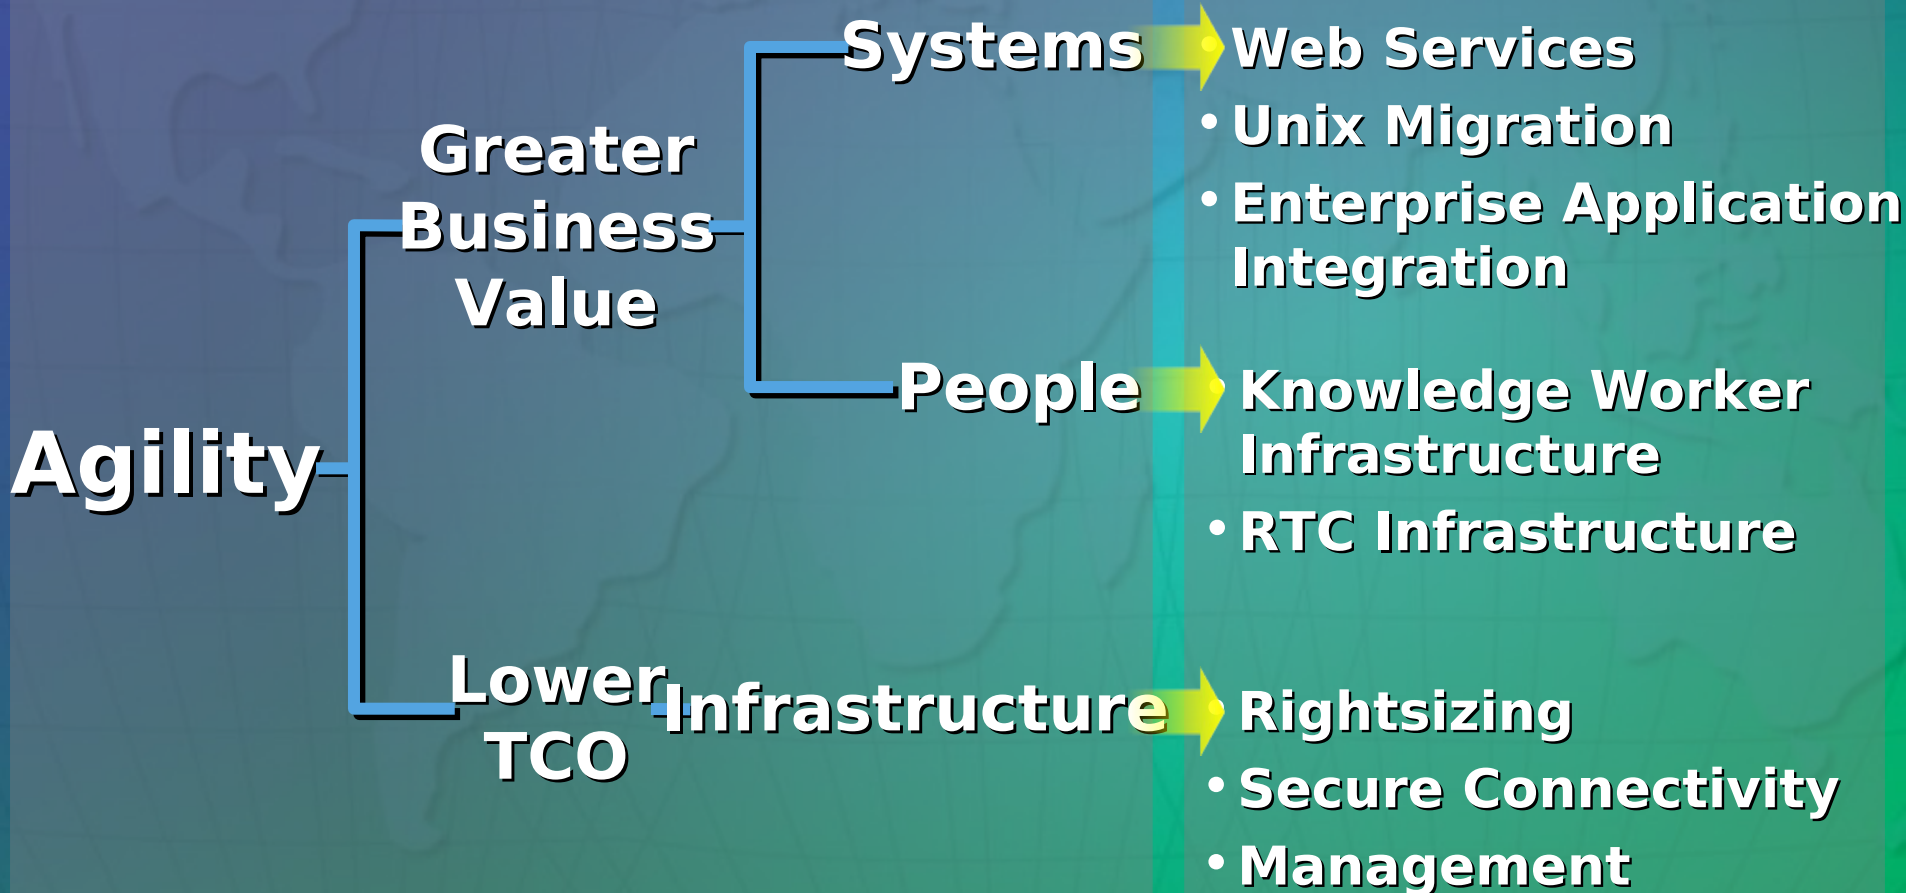 Agility
Greater
Business
Value
Systems
• Web Services
• Unix Migration
• Enterprise Application
Integration
People
• Knowledge Worker
Infrastructure
• RTC Infrastructure
Lower
TCO
Infrastructure
• Rightsizing
• Secure Connectivity
• Management